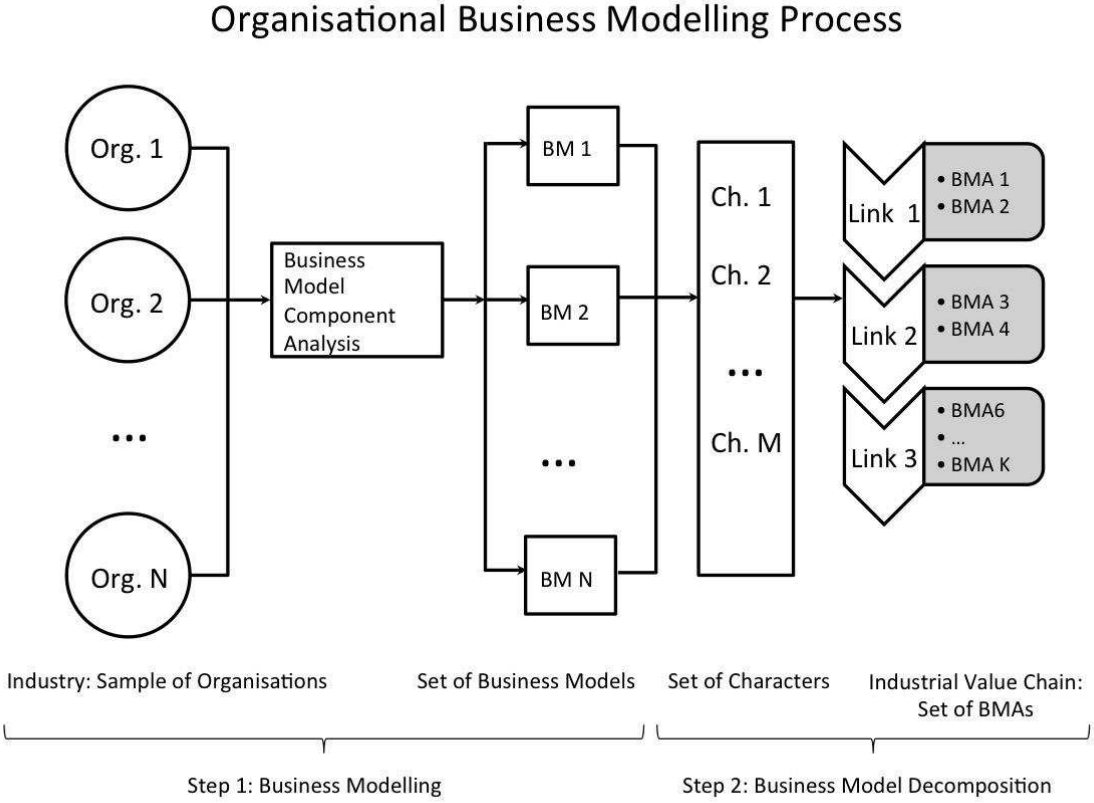 Organisational Business Modelling Process
Org. 1
Org. 2
...
Org. N
Business
Model
Component
Analysis
BM 1
BM 2
...
BM N
Ch. 1
Ch. 2
...
Ch. M
Link 1
• BMA 1
• BMA 2
Link 2
• BMA 3
• BMA 4
Link 3
• BMA6
• ...
• BMA K
Industry: Sample of Organisations
Set of Business Models
Set of Characters
Industrial Value Chain:
Set of BMAs
Step 1: Business Modelling
Step 2: Business Model Decomposition